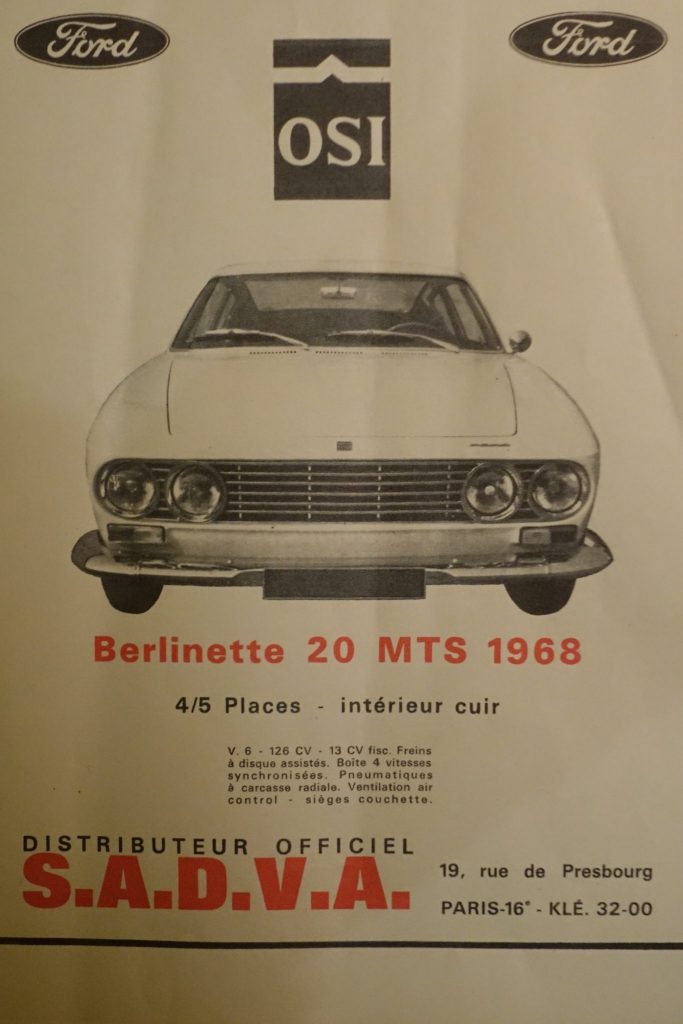 Ford
Ford
OSI
Berlinette 20 MTS 1968
4/5 Places - intérieur cuir
V. 6 - 126 CV - 13 CV fisc. Freins
à disque assistés. Boîte 4 vitesses
synchronisées. Pneumatiques
à carcasse radiale. Ventilation air
control - sièges couchette.
DISTRIBUTEUR OFFICIEL
S.A.D.V.A.
19, rue de Presbourg
PARIS-16e - KLÉ. 32-00